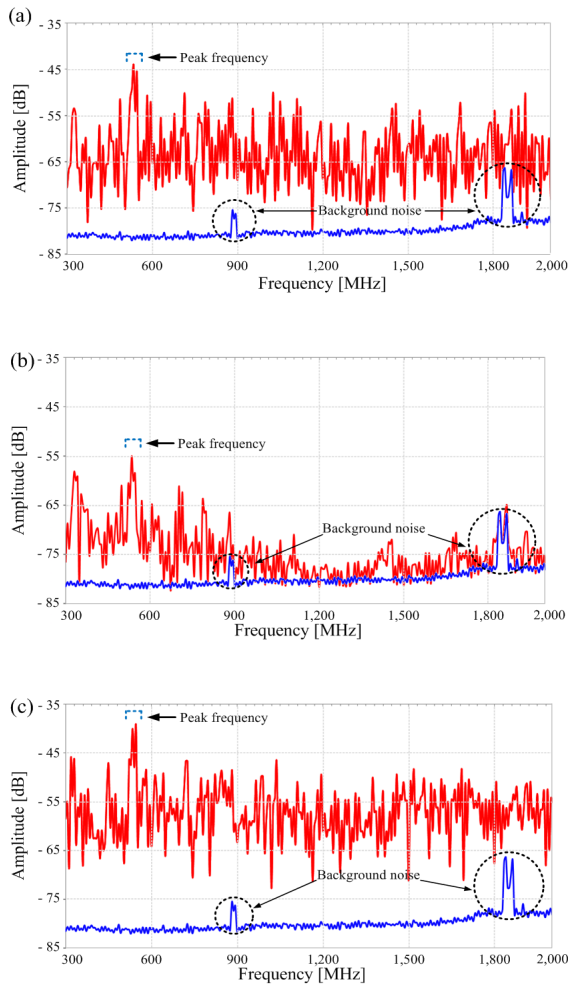 (a)
- 35
Peak frequency
- 45
- 55
Amplitude [dB]
- 65
Background noise
- 75
- 85
300 600 900 1,200 1,500 1,800 2,000
Frequency [MHz]
(b)
- 35
- 45
Peak frequency
- 55
Amplitude [dB]
- 65
Background noise
- 75
- 85
300 600 900 1,200 1,500 1,800 2,000
Frequency [MHz]
(c)
- 35
Peak frequency
- 45
- 55
Amplitude [dB]
- 65
Background noise
- 75
- 85
300 600 900 1,200 1,500 1,800 2,000
Frequency [MHz]